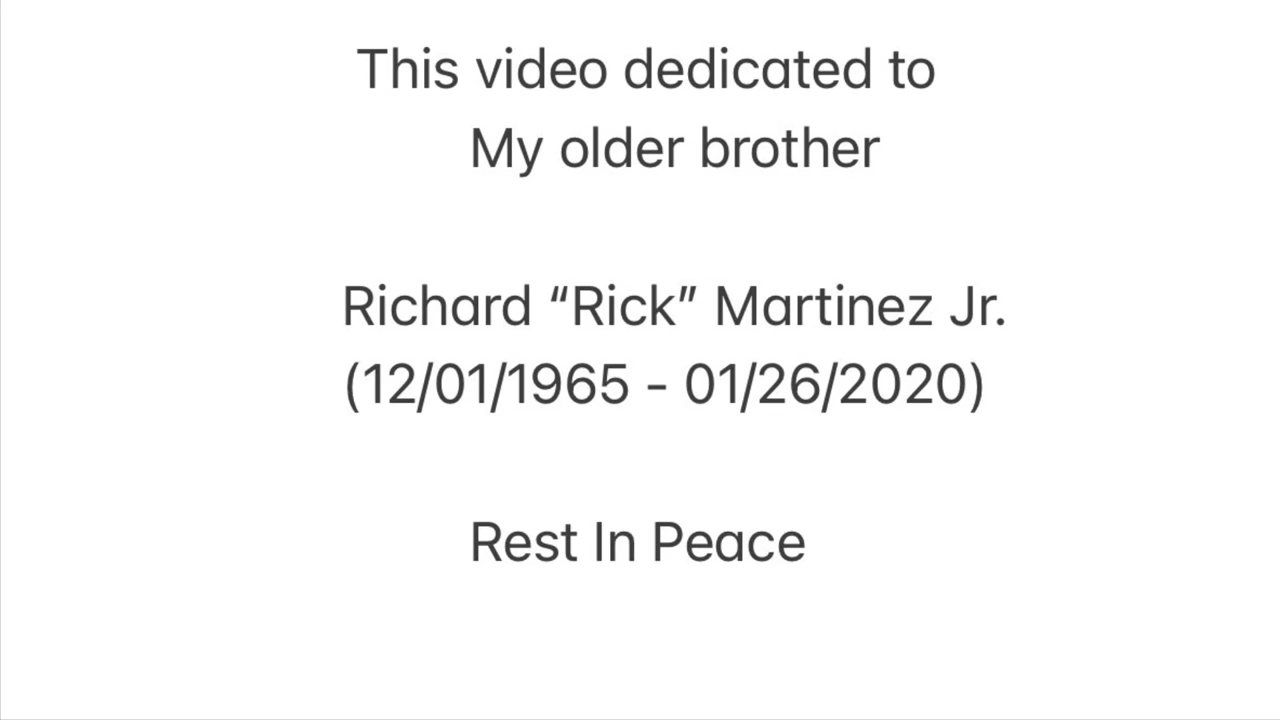 This video dedicated to
My older brother
Richard “Rick” Martinez Jr.
(12/01/1965 - 01/26/2020)
Rest In Peace